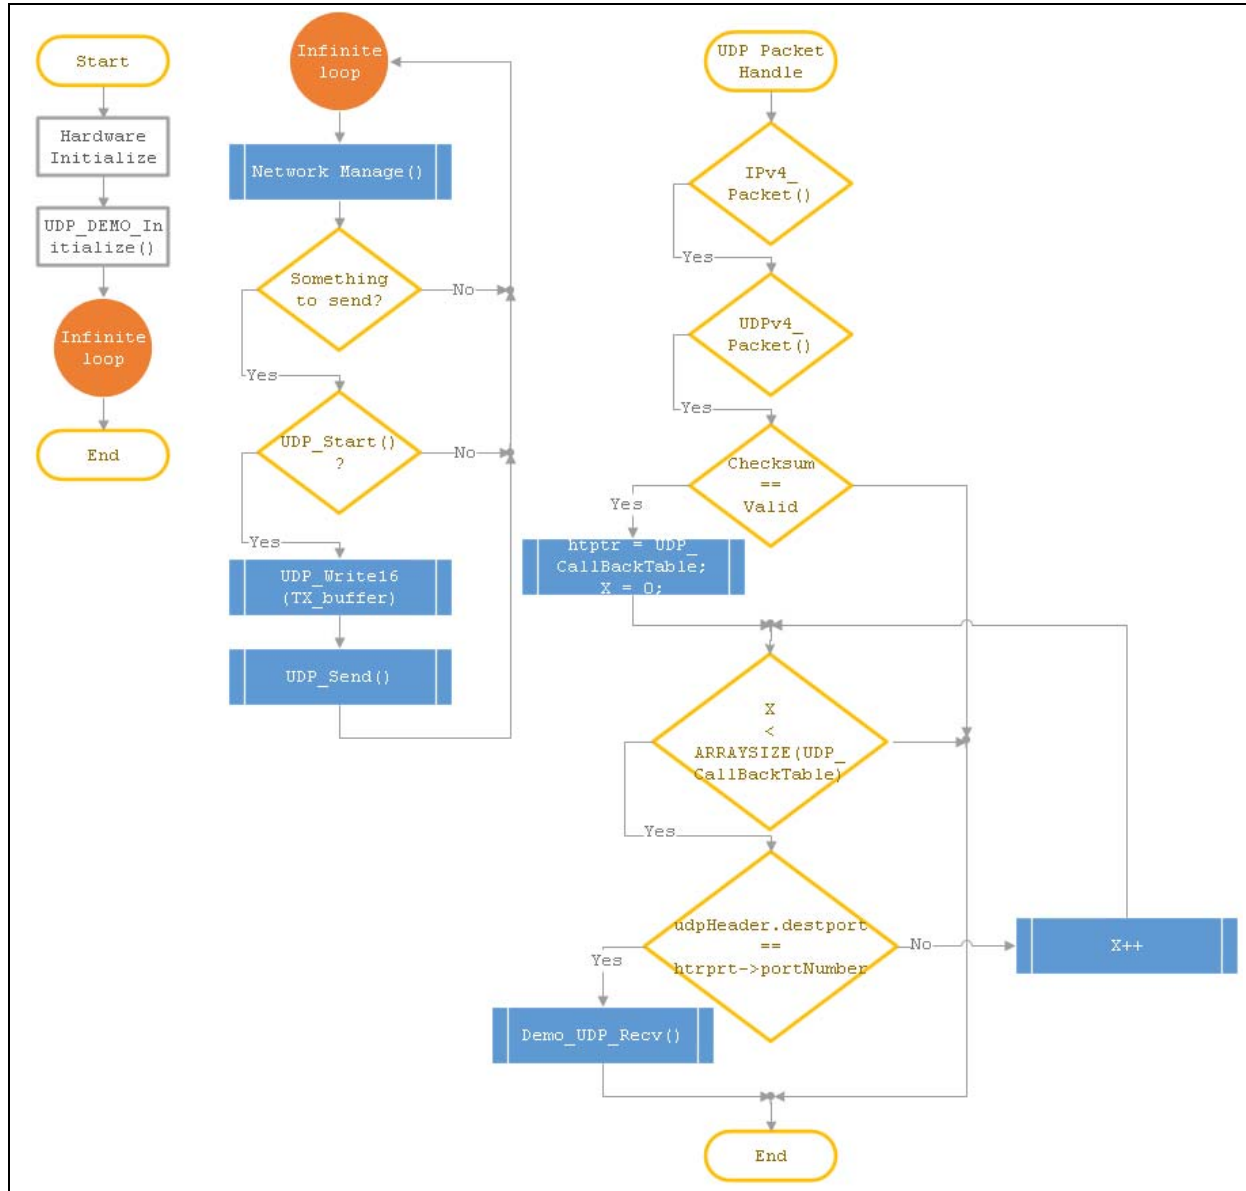 Start
Hardware
Initialize
UDP_DEMO_In
itialize()
Infinite
loop
End
Infinite
loop
Network Manage()
Something
to send?
No
Yes
UDP_Start()
?
No
Yes
UDP_Write16
(TX_buffer)
UDP_Send()
UDP Packet
Handle
IPv4_
Packet()
Yes
UDPv4_
Packet()
Yes
Checksum
==
Valid
Yes
htptr = UDP_
CallBackTable;
X = 0;
X
<
ARRAYSIZE(UDP_
CallBackTable)
Yes
udpHeader.destport
==
htrprt->portNumber
No
X++
Yes
Demo_UDP_Recv()
End